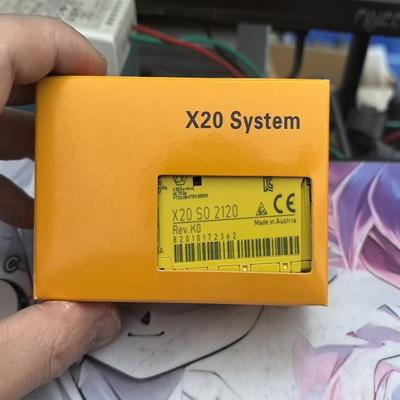 X20 System
X20 SO 2120
Rev.K0
B2010172362
CE
Made in Austria